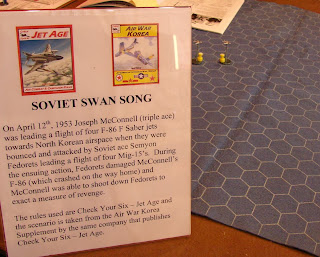 JET AGE
AIR WAR
KOREA
SOVIET SWAN SONG
On April 12th, 1953 Joseph McConnell (triple ace)
was leading a flight of four F-86 F Saber jets
towards North Korean airspace when they were
bounced and attacked by Soviet ace Semyon
Fedorets leading a flight of four Mig-15's. During
the ensuing action, Fedorets damaged McConnell's
F-86 (which crashed on the way home) and
McConnell was able to shoot down Fedorets to
exact a measure of revenge.
The rules used are Check Your Six – Jet Age and
the scenario is taken from the Air War Korea
Supplement by the same company that publishes
Check Your Six – Jet Age.